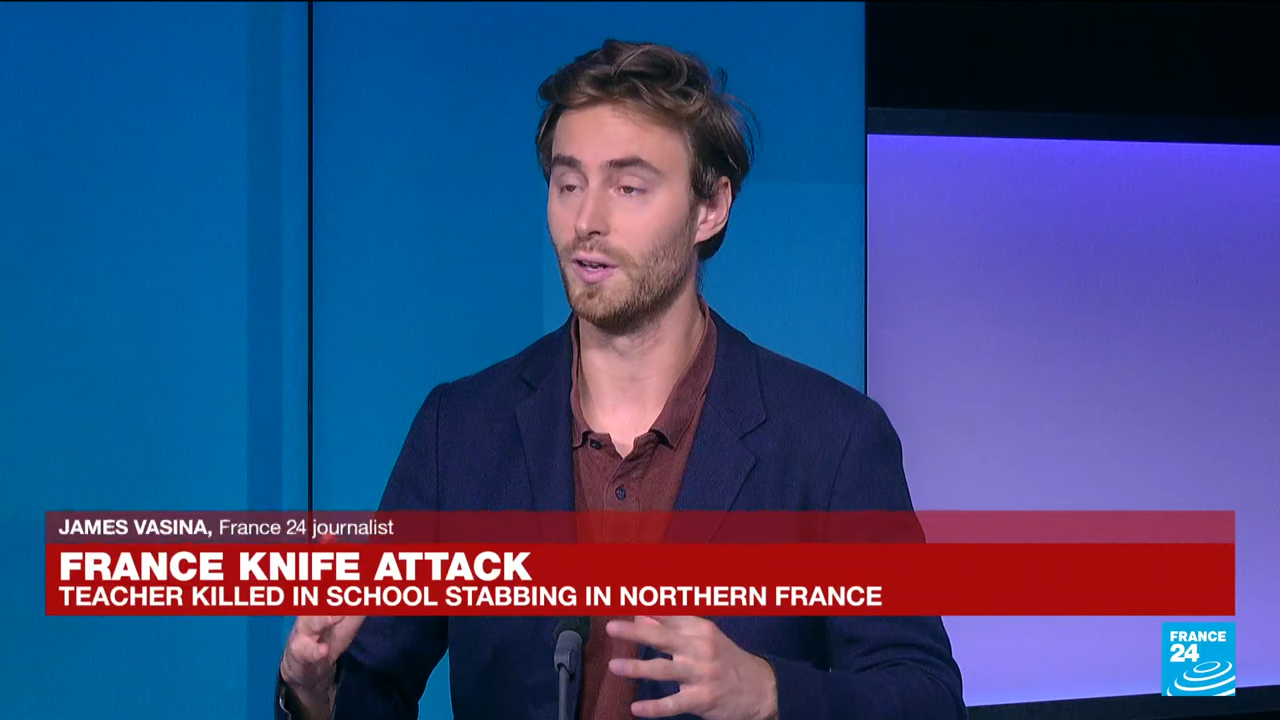 JAMES VASINA, France 24 journalist
FRANCE KNIFE ATTACK
TEACHER KILLED IN SCHOOL STABBING IN NORTHERN FRANCE
FRANCE
24